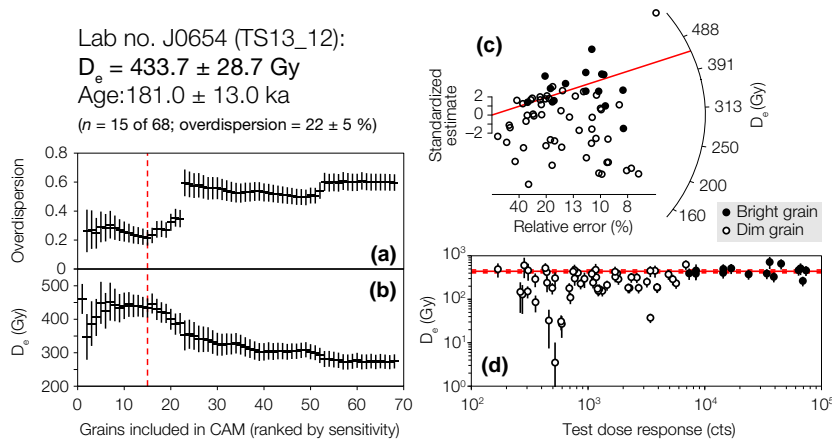 Lab no. J0654 (TS13_12):
De = 433.7 ± 28.7 Gy
Age:181.0 ± 13.0 ka
(n = 15 of 68; overdispersion = 22 ± 5 %)
Overdispersion
0.8
0.6
0.4
0.2
0
(a)
De (Gy)
500
400
300
200
(b)
0 10 20 30 40 50 60 70
Grains included in CAM (ranked by sensitivity)
(c)
Standardized estimate
2
0
−2
40 20 13 10 8
Relative error (%)
488
391
313
250
200
160
De (Gy)
Bright grain
Dim grain
De (Gy)
10³
10²
10¹
10⁰
(d)
10² 10³ 10⁴ 10⁵
Test dose response (cts)